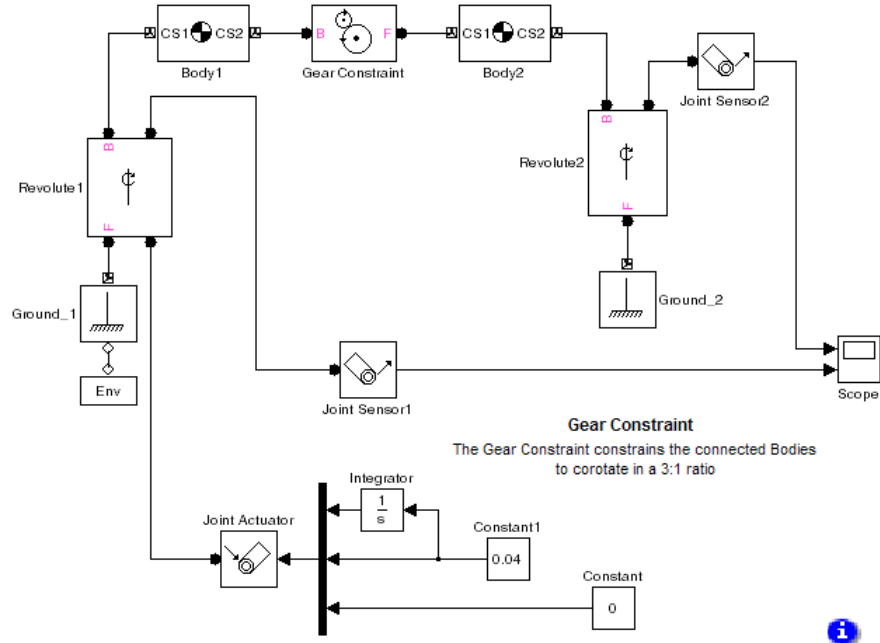 CS1 CS2
Body1
B F
Gear Constraint
CS1 CS2
Body2
Joint Sensor2
B
F
Revolute1
B
F
Revolute2
Ground_1
Env
Ground_2
Joint Sensor1
Scope
Gear Constraint
The Gear Constraint constrains the connected Bodies
to corotate in a 3:1 ratio
Integrator
1
s
Joint Actuator
Constant1
0.04
Constant
0
i